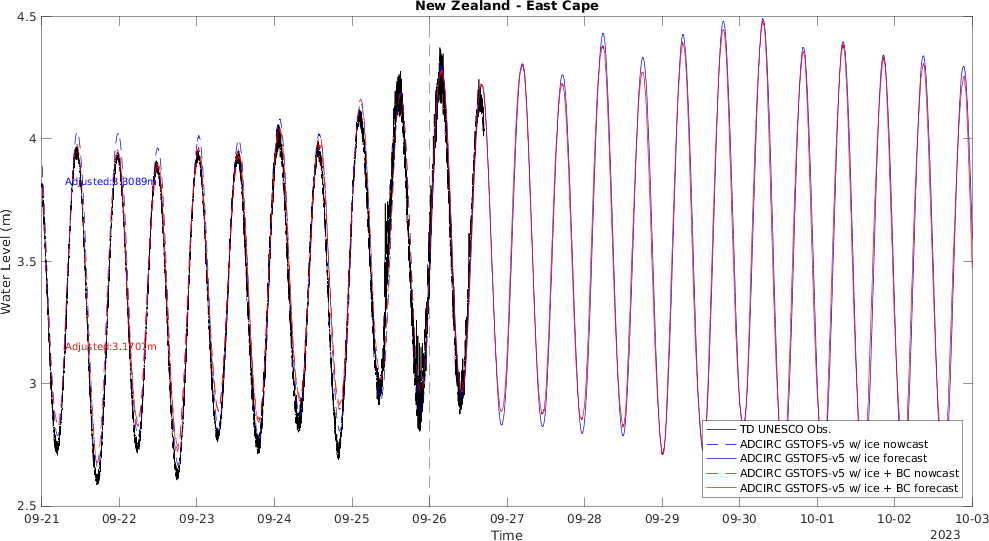 New Zealand - East Cape
4.5
4
3.5
3
2.5
Water Level (m)
Adjusted:3.3089m
Adjusted:3.1707m
TD UNESCO Obs.
ADCIRC GSTOFS-v5 w/ ice nowcast
ADCIRC GSTOFS-v5 w/ ice forecast
ADCIRC GSTOFS-v5 w/ ice + BC nowcast
ADCIRC GSTOFS-v5 w/ ice + BC forecast
09-21 09-22 09-23 09-24 09-25 09-26 09-27 09-28 09-29 09-30 10-01 10-02 10-03
Time
2023